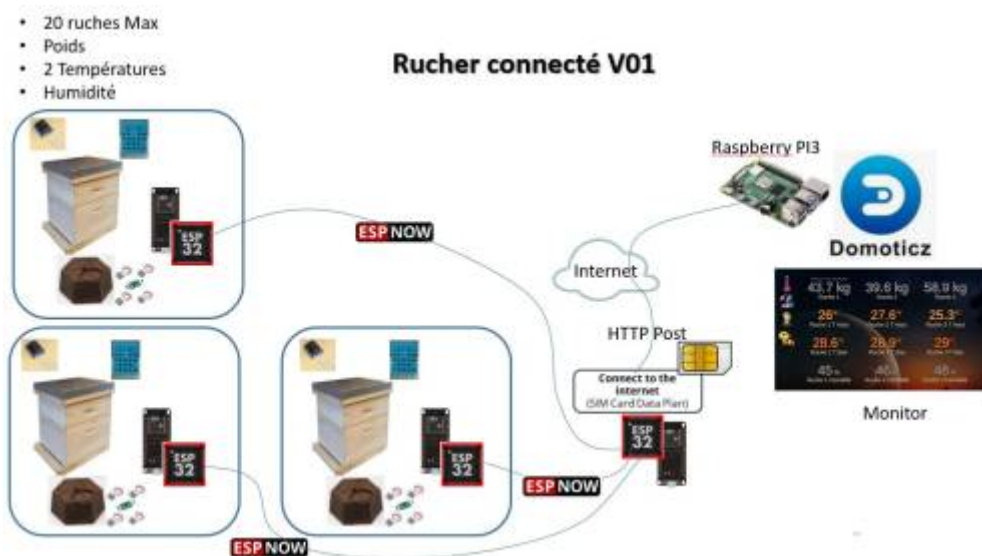 20 ruches Max
Poids
2 Températures
Humidité
Rucher connecté V01
Raspberry PI3
Domoticz
ESP NOW
Internet
HTTP Post
Connect to the
internet
(SIM Card Data Plan)
ESP
32
ESP
32
ESP
32
ESP
32
ESP NOW
ESP NOW
43.7 kg 39.6 kg 58.9 kg
26° 27.6° 25.3°
28.6° 28.9° 29°
45 46 46
Monitor